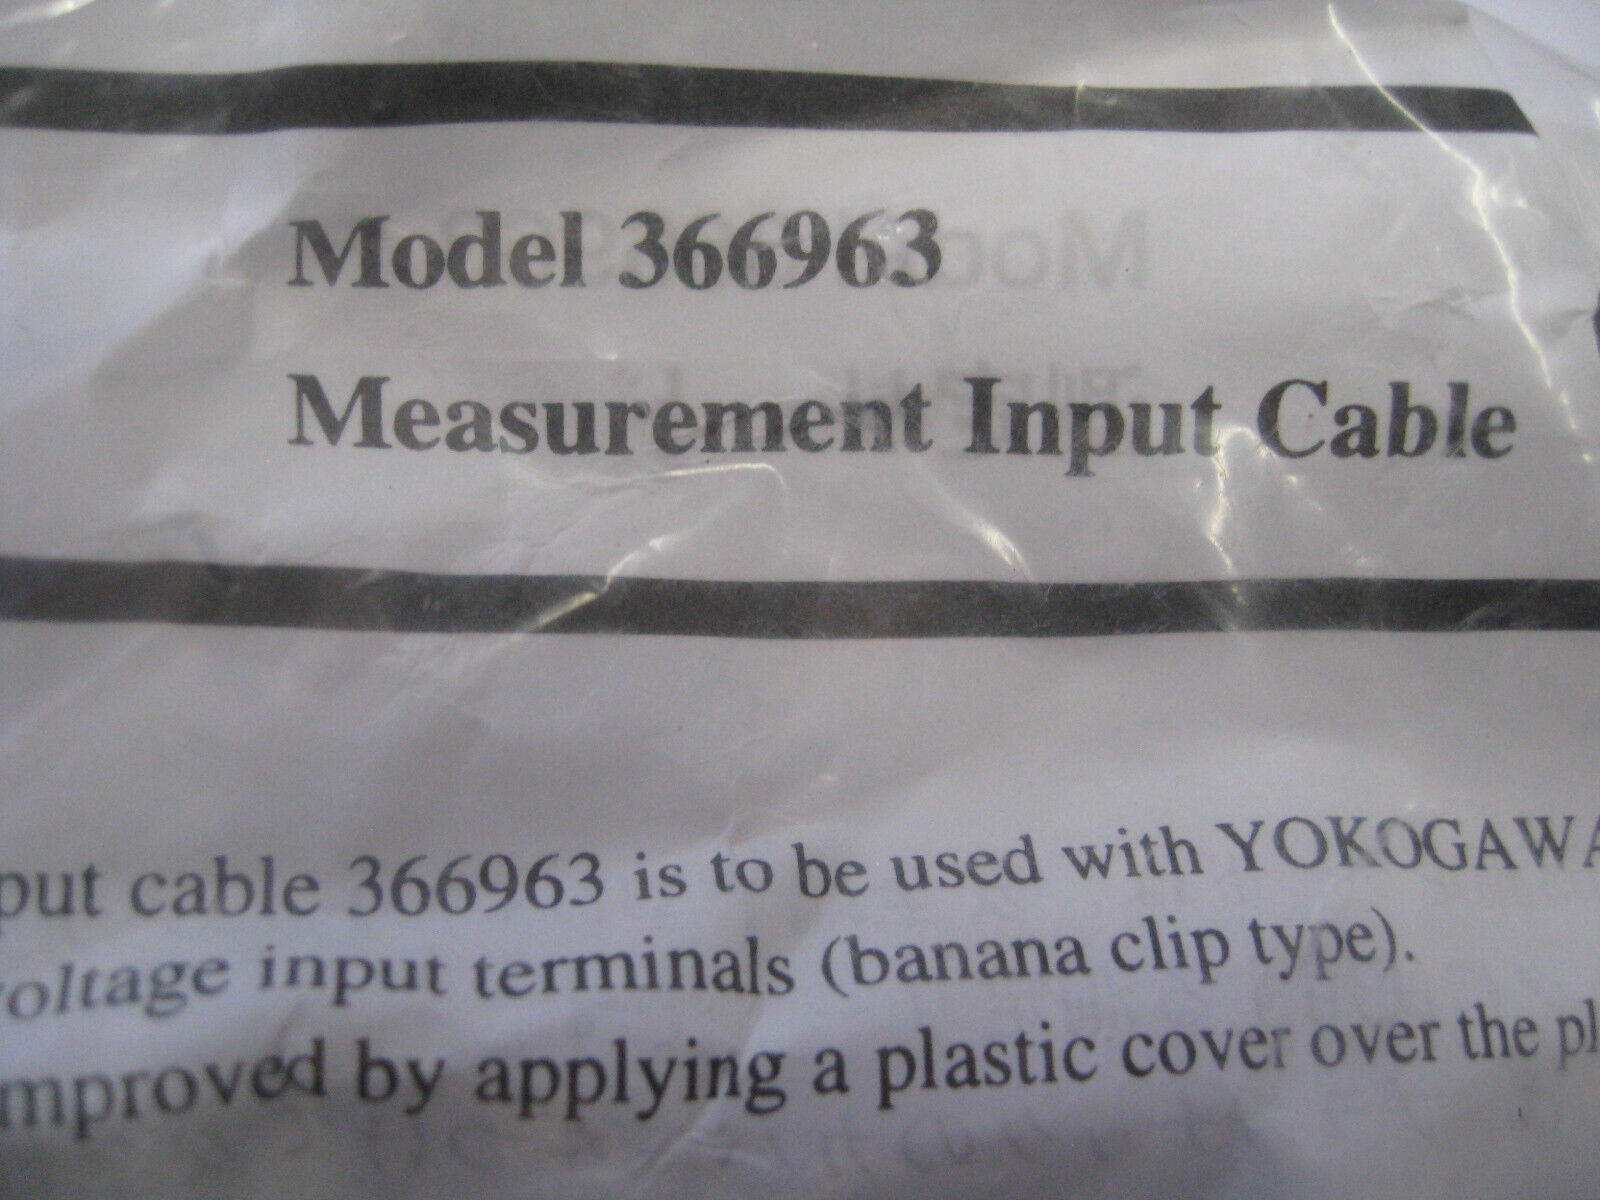 Model 366963
Measurement Input Cable
put cable 366963 is to be used with YOKOGAWA
oltage input terminals (banana clip type).
mproved by applying a plastic cover over the pl